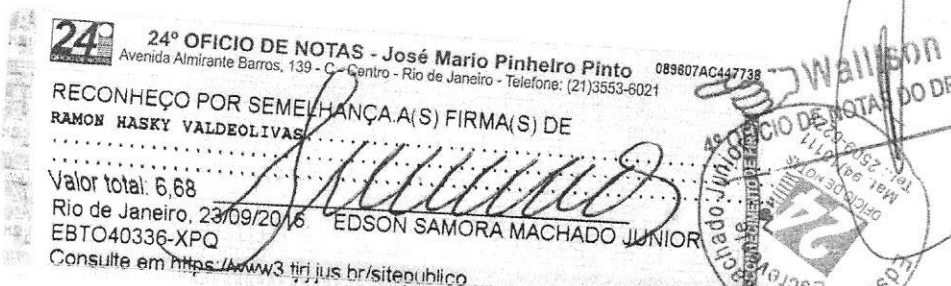 24º
24º OFICIO DE NOTAS - José Mario Pinheiro Pinto 089607AC447738
Avenida Almirante Barros, 139 - C - Centro - Rio de Janeiro - Telefone: (21)3553-6021
RECONHEÇO POR SEMELHANÇA A(S) FIRMA(S) DE
RAMON HASKY VALDEOLIVAS
Valor total: 6,68
Rio de Janeiro, 23/09/2016 EDSON SAMORA MACHADO JUNIOR
EBTO40336-XPQ
Consulte em https://www3.tjrj.jus.br/sitepublico
Wallison
DE NOTAS DO
24